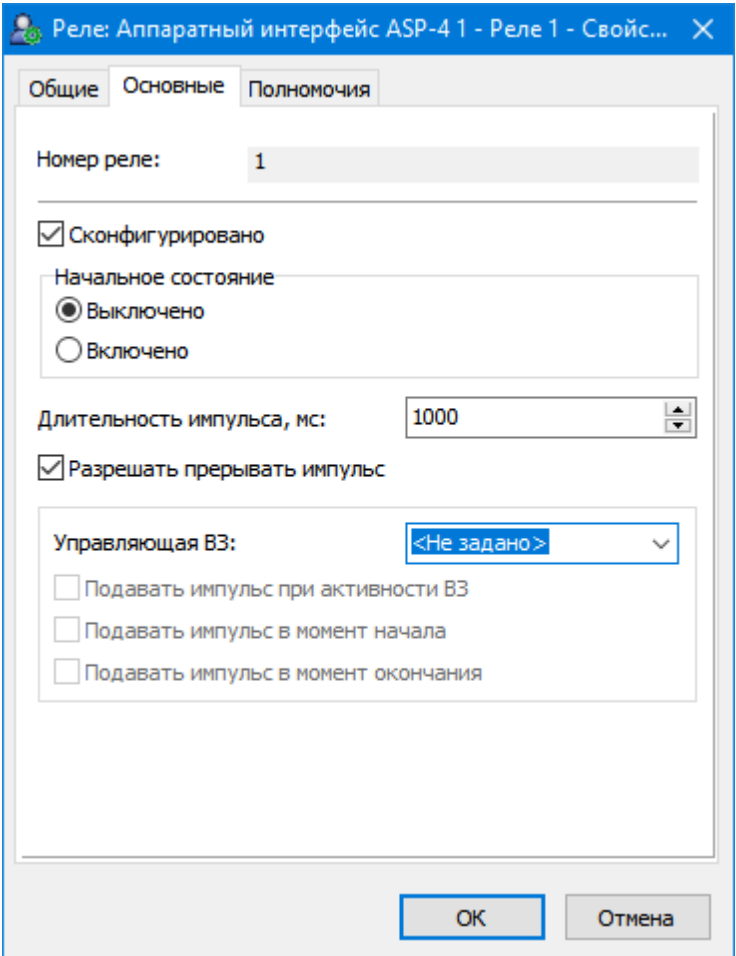 Реле: Аппаратный интерфейс ASP-4 1 - Реле 1 - Свойс...
Общие Основные Полномочия
Номер реле: 1
Сконфигурировано
Начальное состояние
Выключено
Включено
Длительность импульса, мс: 1000
Разрешать прерывать импульс
Управляющая ВЗ: <Не задано>
Подавать импульс при активности ВЗ
Подавать импульс в момент начала
Подавать импульс в момент окончания
ОК Отмена